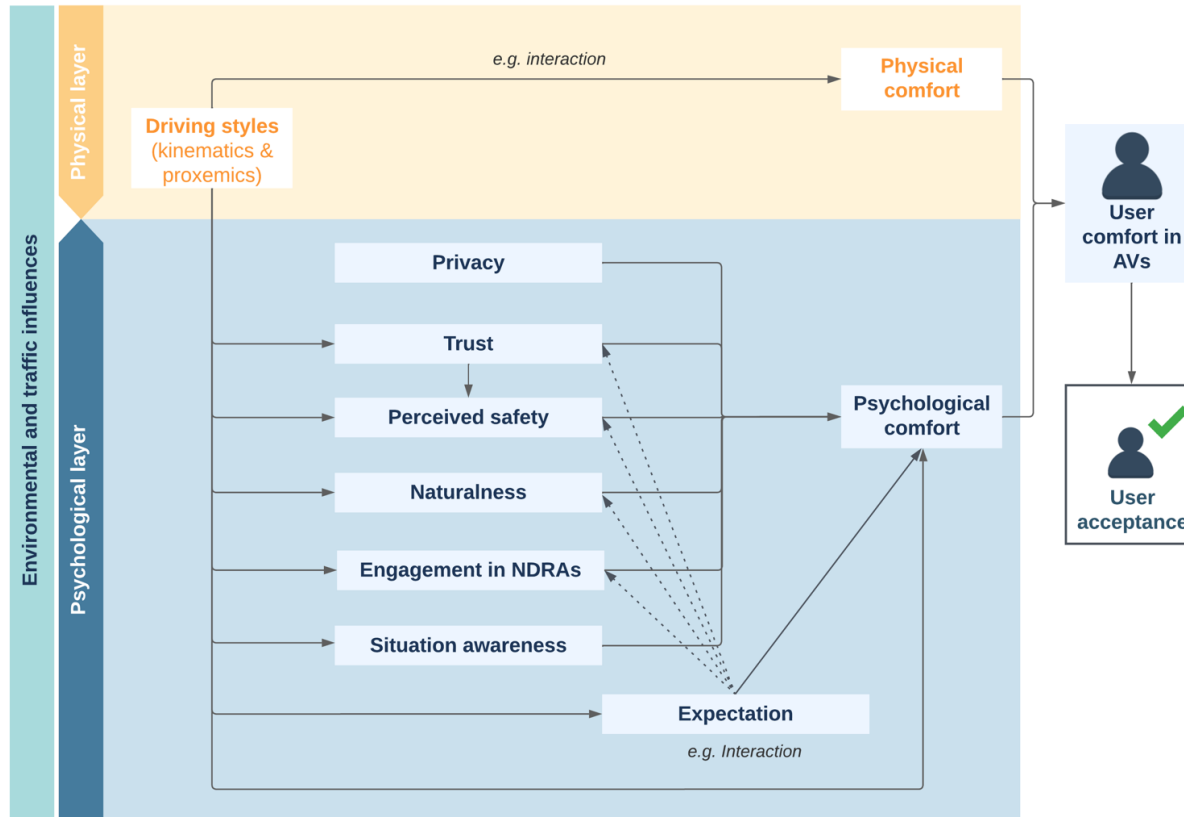 Environmental and traffic influences
Physical layer
Psychological layer
e.g. interaction
Physical
comfort
Driving styles
(kinematics &
proxemics)
User
comfort in
AVs
Privacy
Trust
Perceived safety
Psychological
comfort
Naturalness
User
acceptance
Engagement in NDRAs
Situation awareness
Expectation
e.g. Interaction